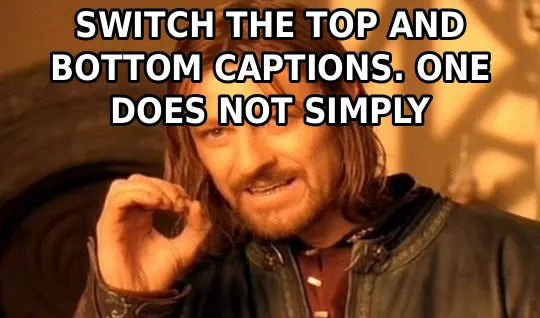 SWITCH THE TOP AND
BOTTOM CAPTIONS. ONE
DOES NOT SIMPLY